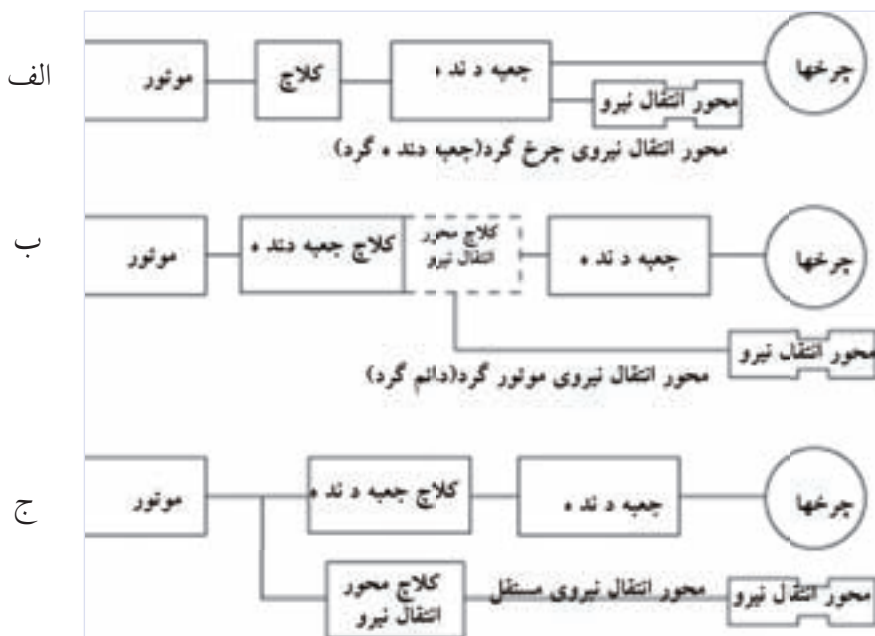 الف
موتور
کلاچ
جعبه دنده
چرخها
محور انتقال نیرو
محور انتقال نیروی چرخ گرد(جعبه دنده گرد)
ب
موتور
کلاچ جعبه دنده
کلاچ محور
انتقال نیرو
جعبه دنده
چرخها
محور انتقال نیرو
محور انتقال نیروی موتور گرد(دائم گرد)
ج
موتور
کلاچ جعبه دنده
جعبه دنده
چرخها
کلاچ محور
انتقال نیرو
محور انتقال نیروی مستقل
محور انتقال نیرو